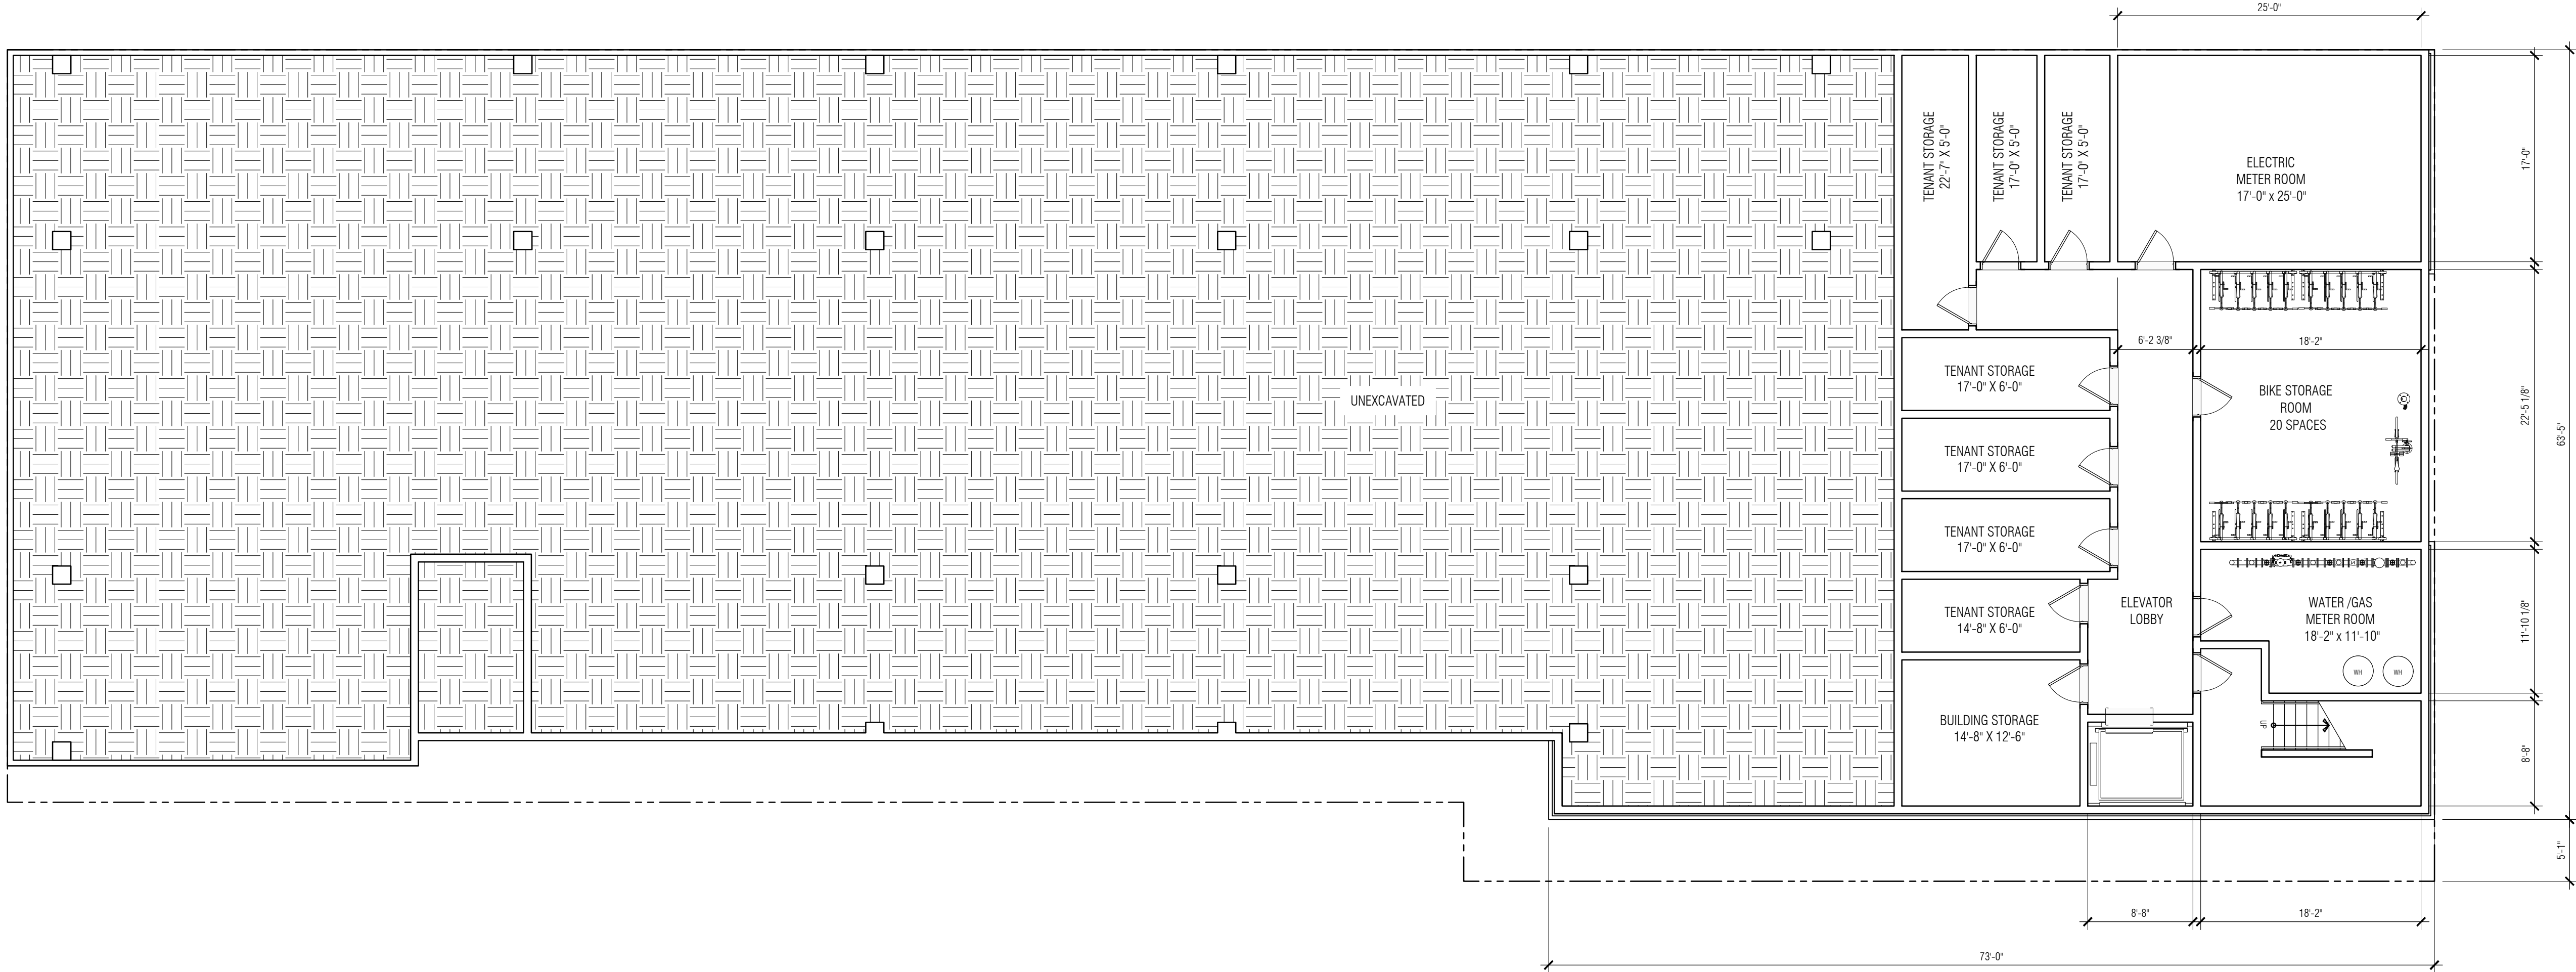 25'-0"
TENANT STORAGE
22'-7" X 5'-0"
TENANT STORAGE
17'-0" X 5'-0"
TENANT STORAGE
17'-0" X 5'-0"
ELECTRIC
METER ROOM
17'-0" x 25'-0"
17'-0"
6'-2 3/8"
18'-2"
TENANT STORAGE
17'-0" X 6'-0"
UNEXCAVATED
BIKE STORAGE
ROOM
20 SPACES
22'-5 1/8"
63'-5"
TENANT STORAGE
17'-0" X 6'-0"
TENANT STORAGE
17'-0" X 6'-0"
TENANT STORAGE
14'-8" X 6'-0"
ELEVATOR
LOBBY
WATER /GAS
METER ROOM
18'-2" x 11'-10"
11'-10 1/8"
WH
WH
BUILDING STORAGE
14'-8" X 12'-6"
UP
8'-8"
5'-1"
8'-8"
18'-2"
73'-0"